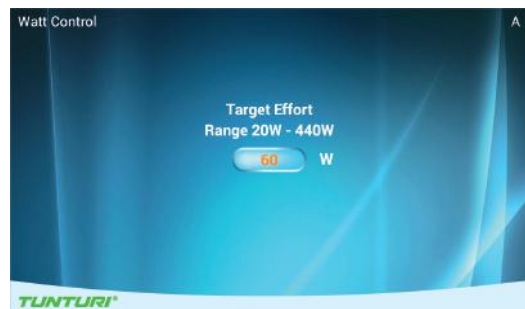 Watt Control
A
Target Effort
Range 20W - 440W
60 W
TUNTURI®